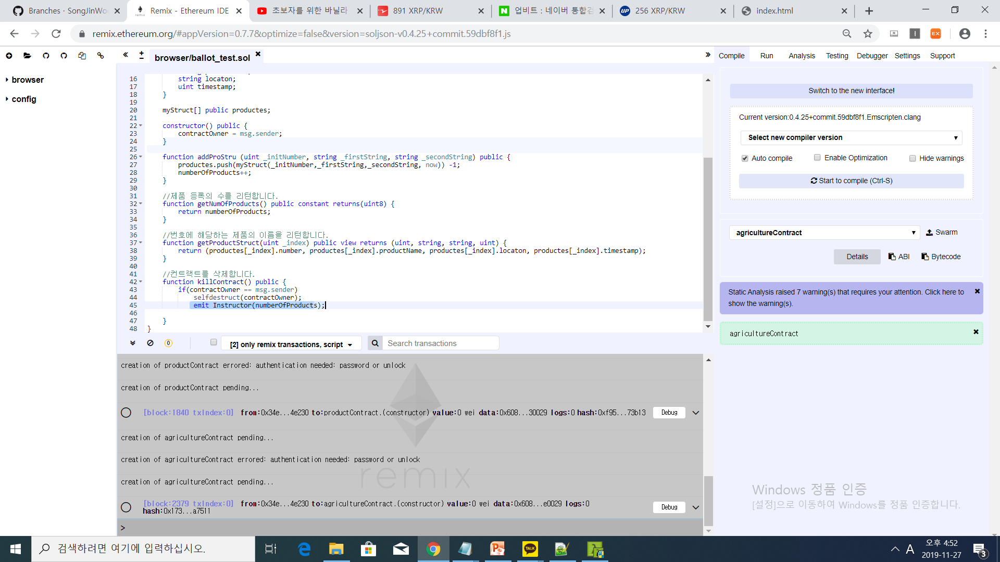 Branches · SongJinWo
Remix - Ethereum IDE
초보자를 위한 바닐라
891 XRP/KRW
업비트 : 네이버 통합검
256 XRP/KRW
index.html
remix.ethereum.org/#appVersion=0.7.7&optimize=false&version=soljson-v0.4.25+commit.59dbf8f1.js
browser
config
browser/ballot_test.sol
Compile Run Analysis Testing Debugger Settings Support
16 string locaton;
17 uint timestamp;
18 }
19
20 myStruct[] public productes;
21
22 constructor() public {
23 contractOwner = msg.sender;
24 }
25
26 function addProStru (uint _initNumber, string _firstString, string _secondString) public {
27 productes.push(myStruct(_initNumber,_firstString,_secondString, now)) -1;
28 numberOfProducts++;
29 }
30
31 //제품 등록의 수를 리턴합니다.
32 function getNumOfProducts() public constant returns(uint8) {
33 return numberOfProducts;
34 }
35
36 //번호에 해당하는 제품의 이름을 리턴합니다.
37 function getProductStruct(uint _index) public view returns (uint, string, string, uint) {
38 return (productes[_index].number, productes[_index].productName, productes[_index].locaton, productes[_index].timestamp);
39 }
40
41 //컨트랙트를 삭제합니다.
42 function killContract() public {
43 if(contractOwner == msg.sender)
44 selfdestruct(contractOwner);
45 emit Instructor(numberOfProducts);
46
47 }
48 }
0
[2] only remix transactions, script
Search transactions
creation of productContract errored: authentication needed: password or unlock
creation of productContract pending...
[block:1840 txIndex:0] from:0x34e...4e230 to:productContract.(constructor) value:0 wei data:0x608...30029 logs:0 hash:0xf95...73b13 Debug
creation of agricultureContract pending...
creation of agricultureContract errored: authentication needed: password or unlock
creation of agricultureContract pending...
[block:2379 txIndex:0] from:0x34e...4e230 to:agricultureContract.(constructor) value:0 wei data:0x608...e0029 logs:0
hash:0x173...a7511 Debug
remix
>
Switch to the new interface!
Current version:0.4.25+commit.59dbf8f1.Emscripten.clang
Select new compiler version
Auto compile Enable Optimization Hide warnings
Start to compile (Ctrl-S)
agricultureContract Swarm
Details ABI Bytecode
Static Analysis raised 7 warning(s) that requires your attention. Click here to
show the warning(s).
agricultureContract
Windows 정품 인증
[설정]으로 이동하여 Windows를 정품 인증합니다.
검색하려면 여기에 입력하십시오.
A
오후 4:52
2019-11-27
3